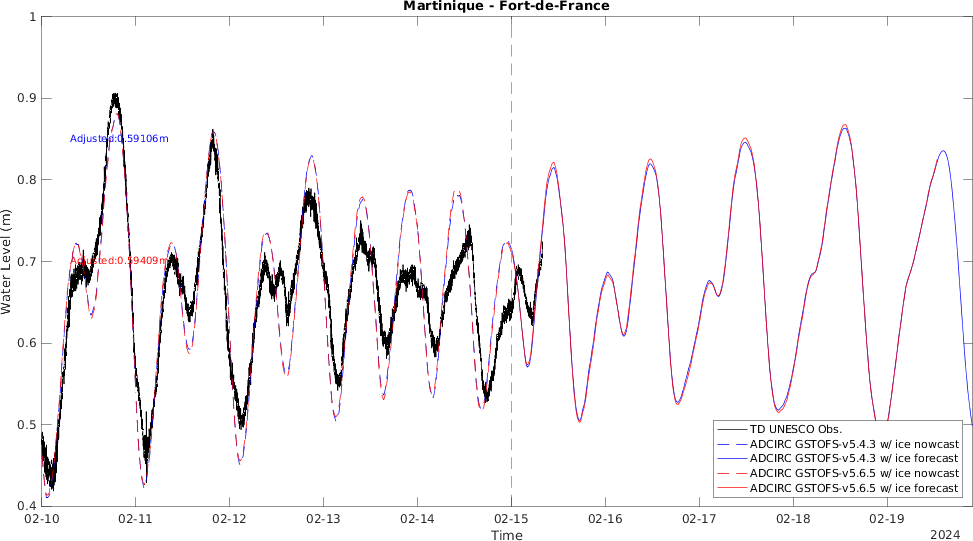 Martinique - Fort-de-France
1
0.9
0.8
0.7
0.6
0.5
0.4
Water Level (m)
Adjusted:0.59106m
Adjusted:0.59409m
TD UNESCO Obs.
ADCIRC GSTOFS-v5.4.3 w/ ice nowcast
ADCIRC GSTOFS-v5.4.3 w/ ice forecast
ADCIRC GSTOFS-v5.6.5 w/ ice nowcast
ADCIRC GSTOFS-v5.6.5 w/ ice forecast
02-10 02-11 02-12 02-13 02-14 02-15 02-16 02-17 02-18 02-19
Time
2024